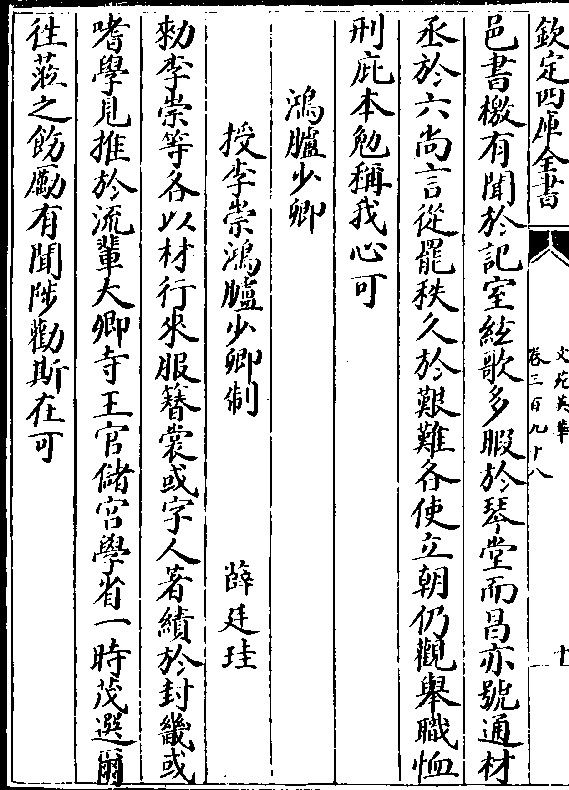 欽定四庫全書
文苑英華
卷三百九十八
十一
邑書檄有聞於記室絃歌多暇於琴堂而昌亦號通材
丞於六尚言從罷秩久於艱難各使立朝仍觀舉職恤
刑庇本勉稱我心可
鴻臚少卿
授李崇鴻臚少卿制
薛廷珪
勅李崇等各以材行來服簪裳或字人著績於封畿或
嗜學見推於流輩大卿寺王官儲宫學省一時茂選爾
徃蒞之飭勵有聞陟勸斯在可